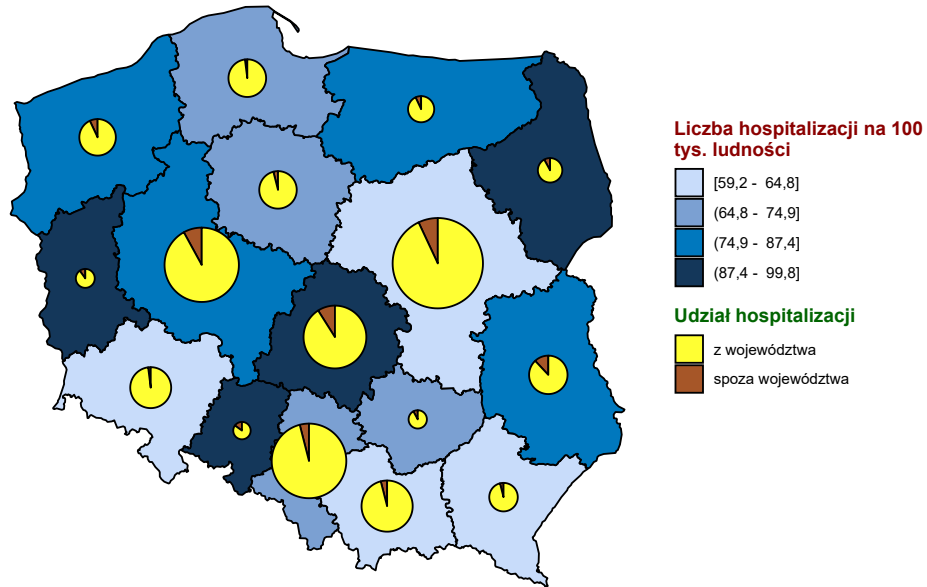 Liczba hospitalizacji na 100
tys. ludności
[59,2 - 64,8]
(64,8 - 74,9]
(74,9 - 87,4]
(87,4 - 99,8]
Udział hospitalizacji
z województwa
spoza województwa